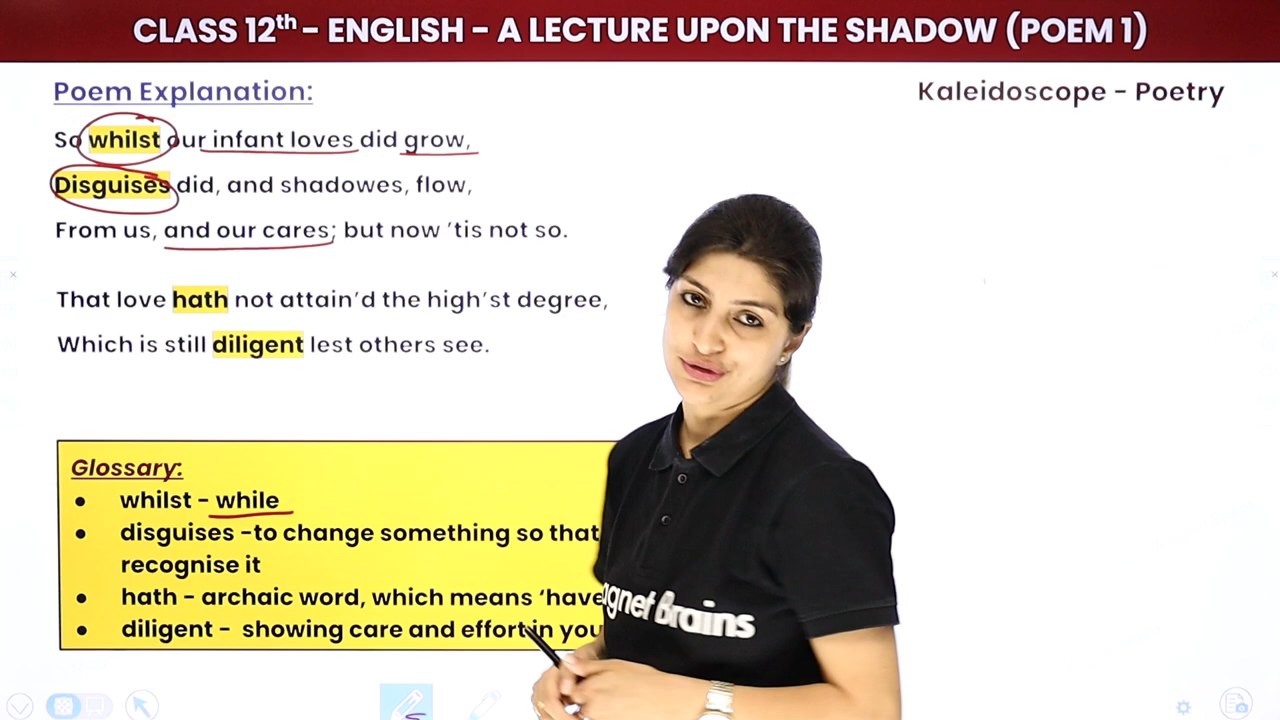 CLASS 12th – ENGLISH – A LECTURE UPON THE SHADOW (POEM 1)
Poem Explanation:
Kaleidoscope – Poetry
So whilst our infant loves did grow,
Disguises did, and shadowes, flow,
From us, and our cares; but now 'tis not so.
That love hath not attain'd the high'st degree,
Which is still diligent lest others see.
Glossary:
● whilst – while
● disguises –to change something so that
recognise it
● hath – archaic word, which means 'have
● diligent – showing care and effort in you
agnet Brains